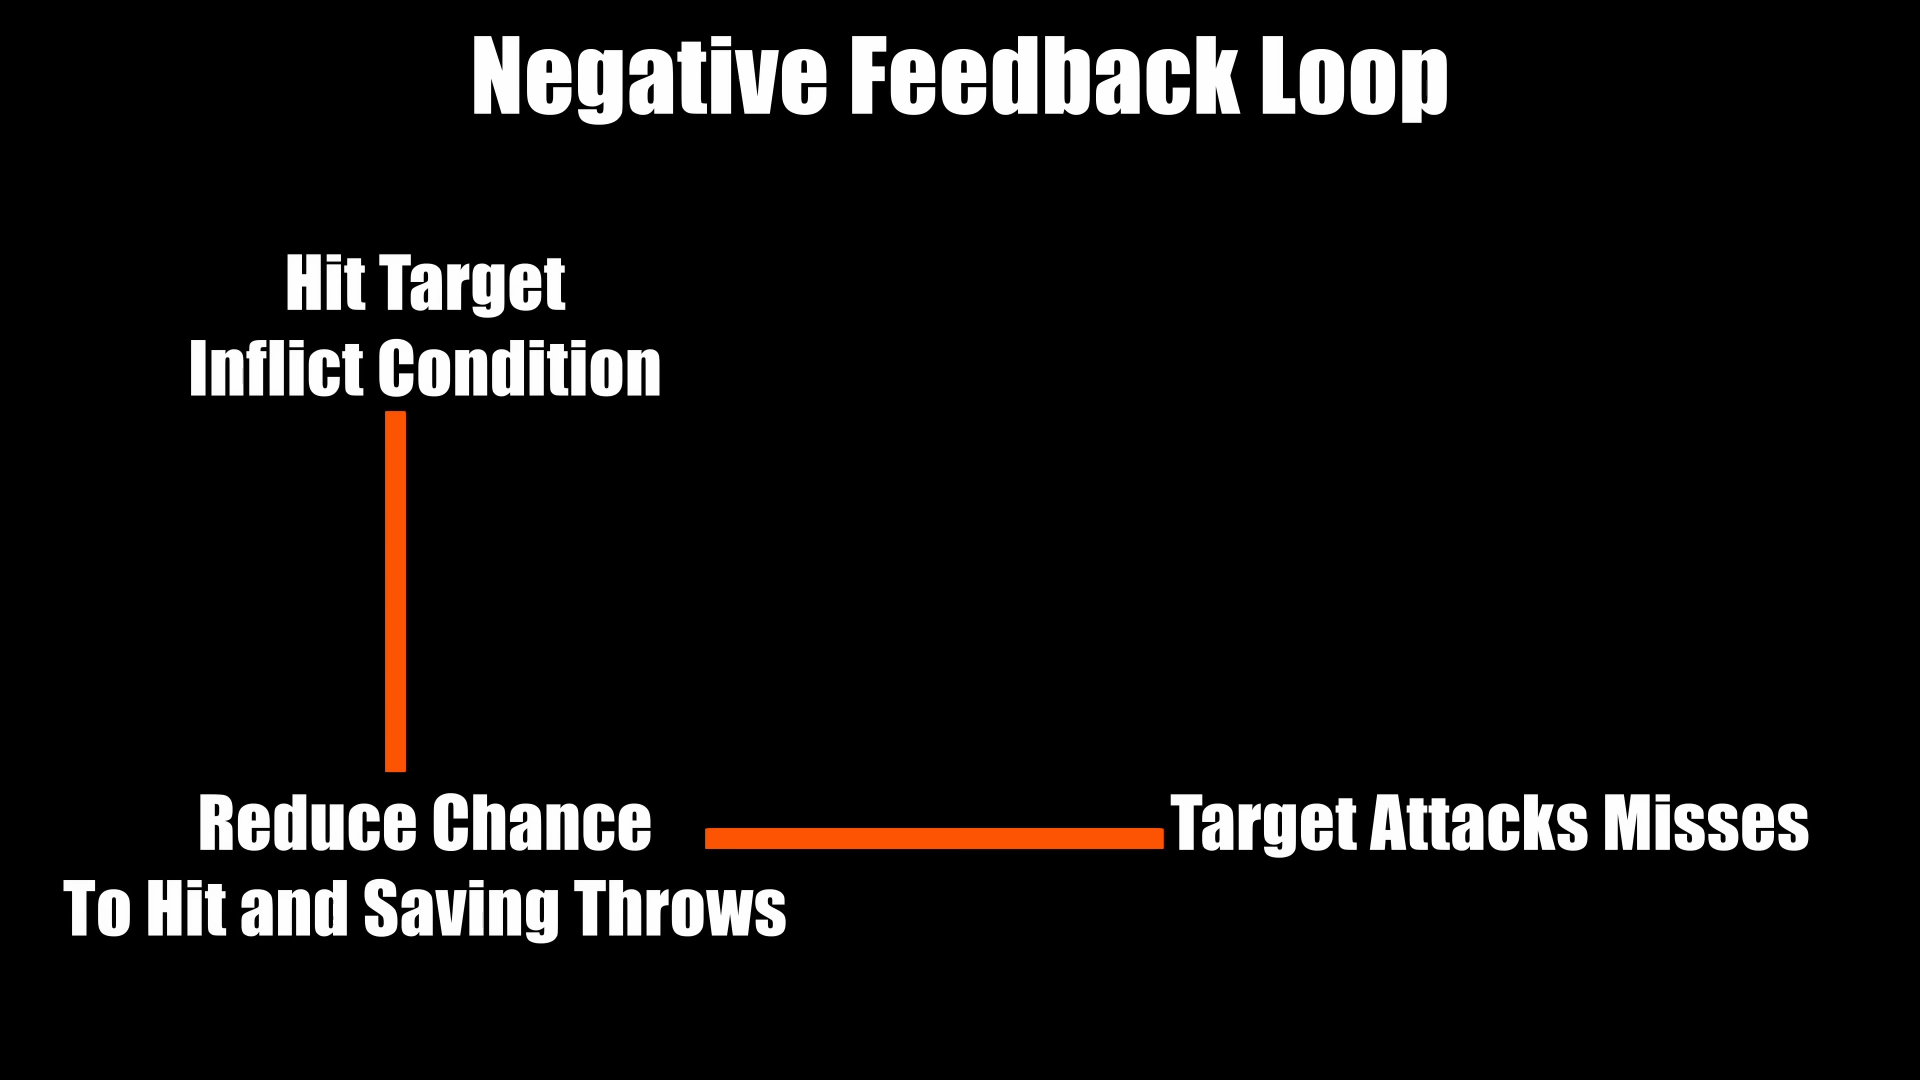 Negative Feedback Loop
Hit Target
Inflict Condition
Reduce Chance
To Hit and Saving Throws
Target Attacks Misses